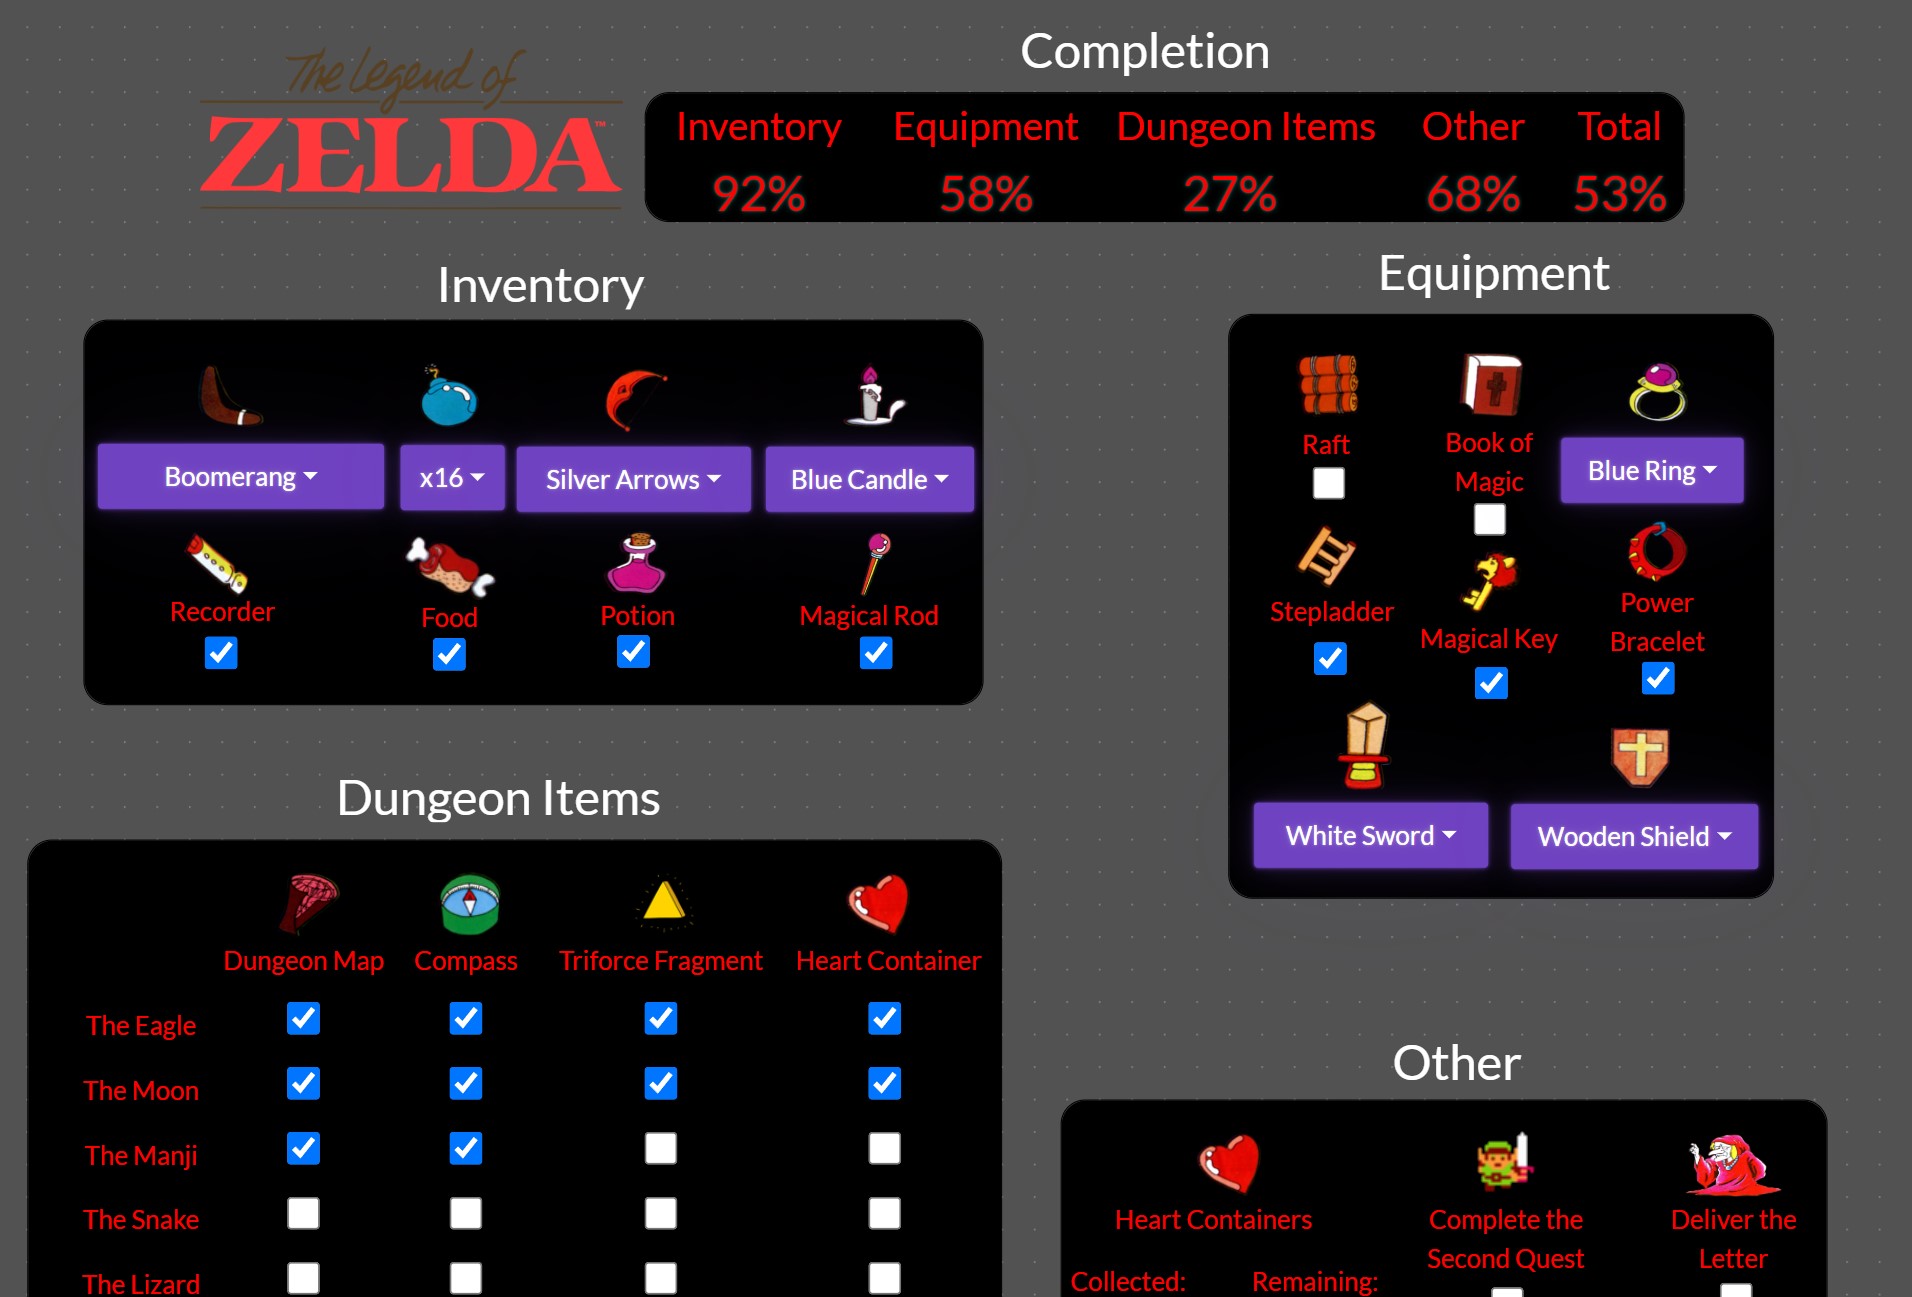 The Legend of
ZELDA™
Completion
Inventory Equipment Dungeon Items Other Total
92% 58% 27% 68% 53%
Inventory
Boomerang x16 Silver Arrows Blue Candle
Recorder Food Potion Magical Rod
Equipment
Raft
Book of
Magic
Blue Ring
Stepladder
Magical Key
Power
Bracelet
White Sword Wooden Shield
Dungeon Items
Dungeon Map Compass Triforce Fragment Heart Container
The Eagle
The Moon
The Manji
The Snake
The Lizard
Other
Heart Containers
Collected: Remaining:
Complete the
Second Quest
Deliver the
Letter